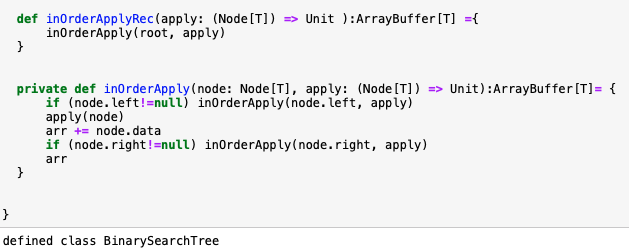 def inOrderApplyRec(apply: (Node[T]) => Unit ):ArrayBuffer[T] ={
inOrderApply(root, apply)
}
private def inOrderApply(node: Node[T], apply: (Node[T]) => Unit):ArrayBuffer[T]= {
if (node.left!=null) inOrderApply(node.left, apply)
apply(node)
arr += node.data
if (node.right!=null) inOrderApply(node.right, apply)
arr
}
}
defined class BinarySearchTree